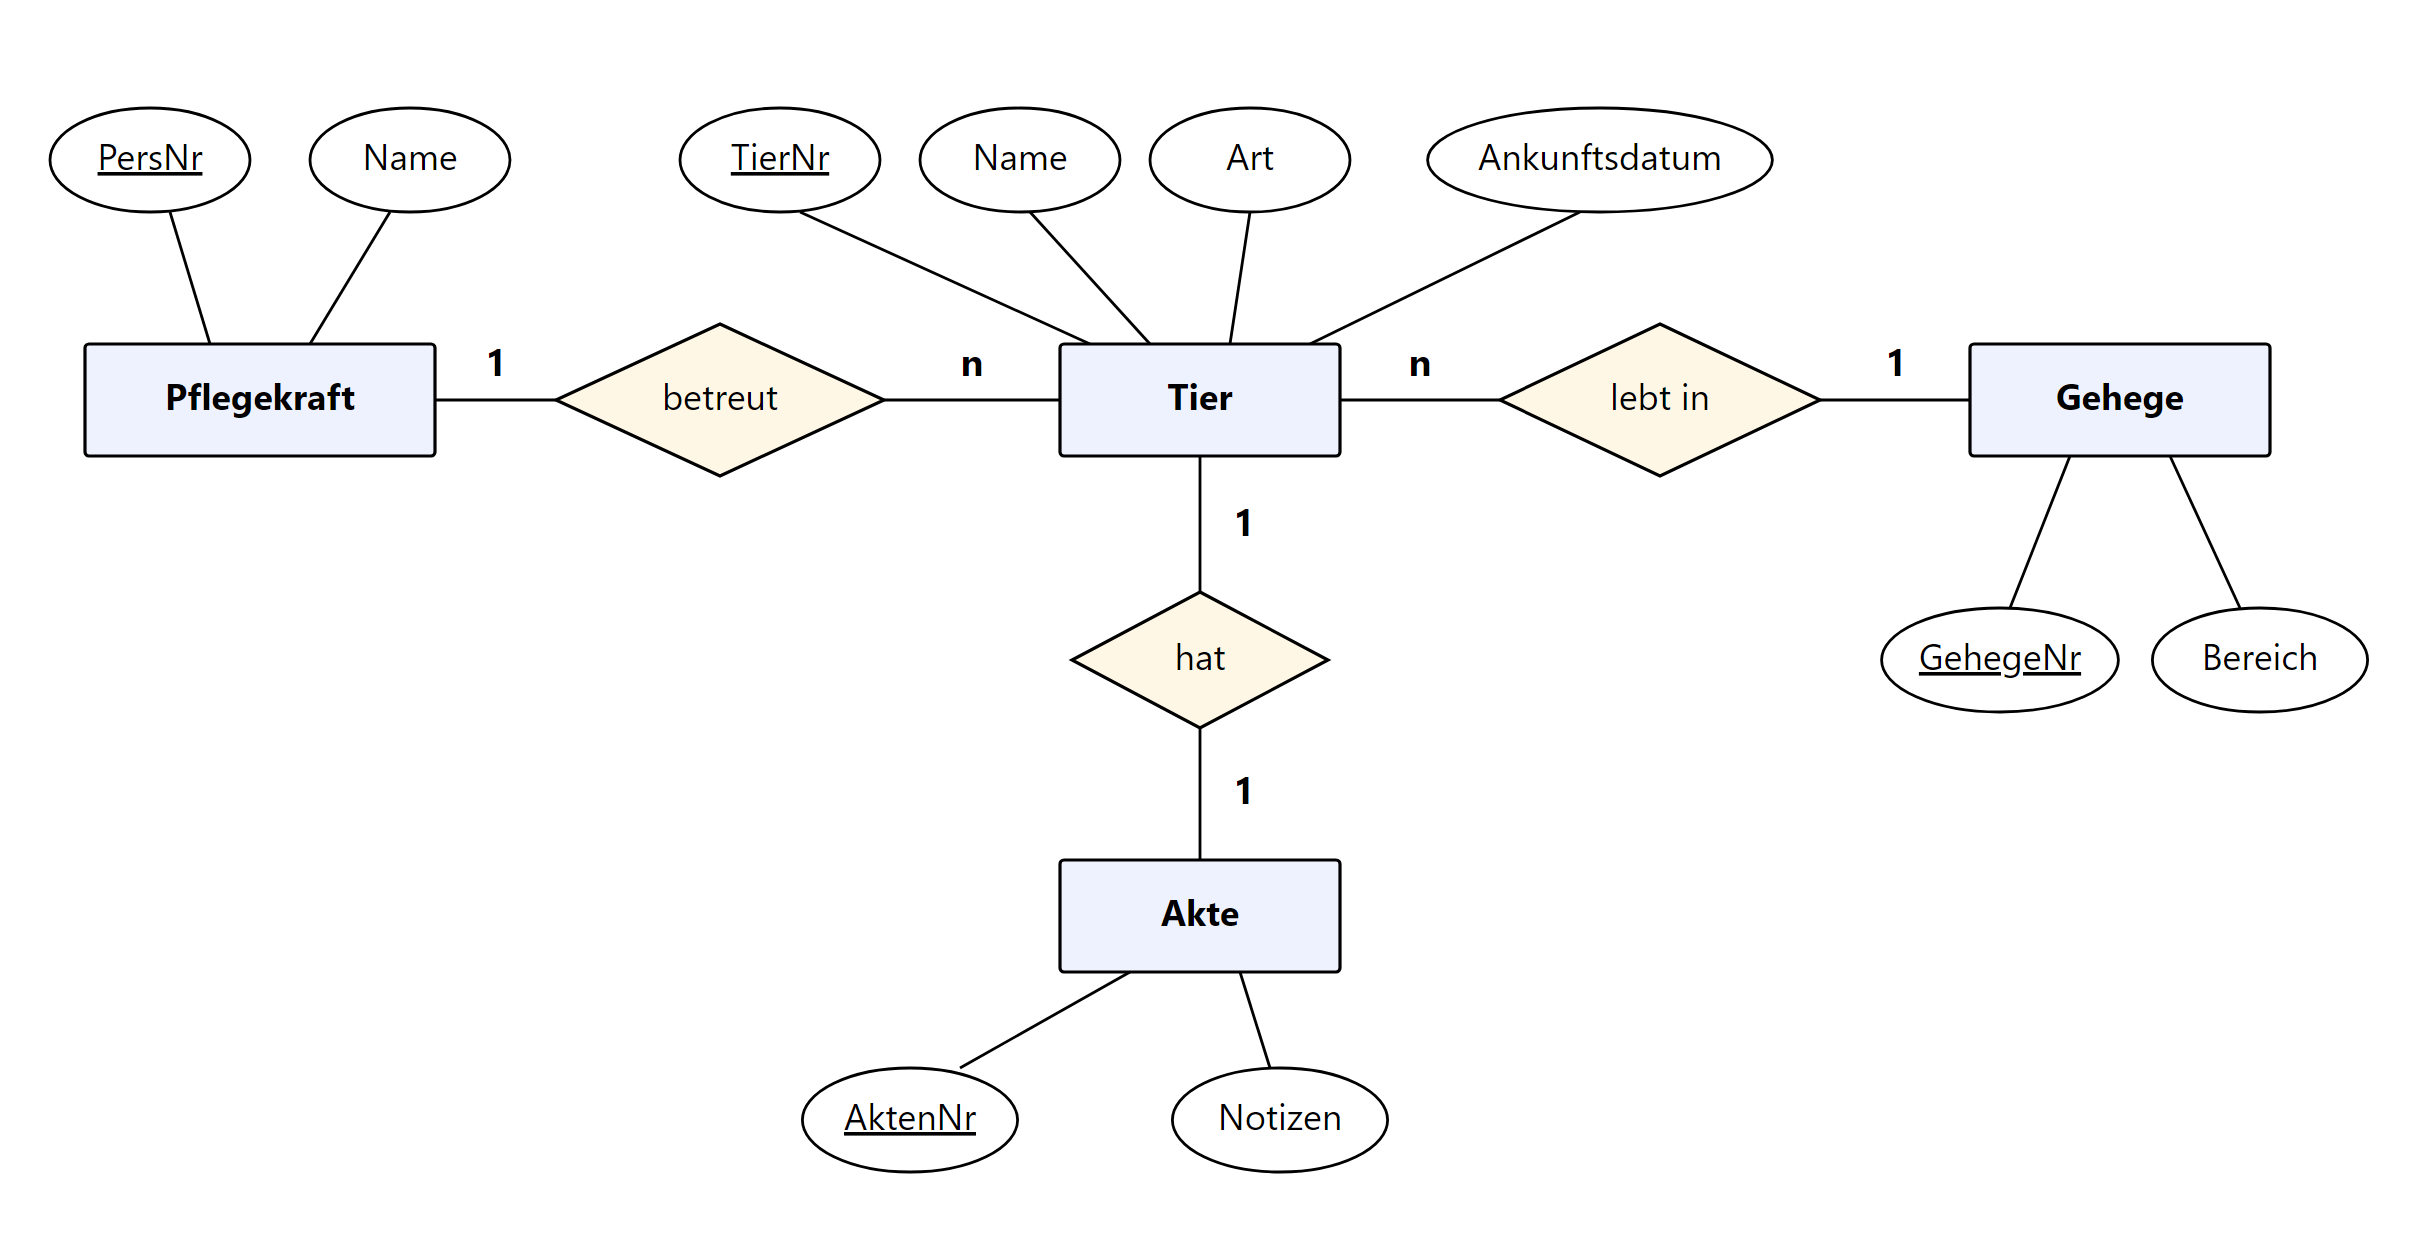 PersNr
Name
TierNr
Name
Art
Ankunftsdatum
Pflegekraft
1
betreut
n
Tier
n
lebt in
1
Gehege
1
hat
GehegeNr
Bereich
1
Akte
AktenNr
Notizen